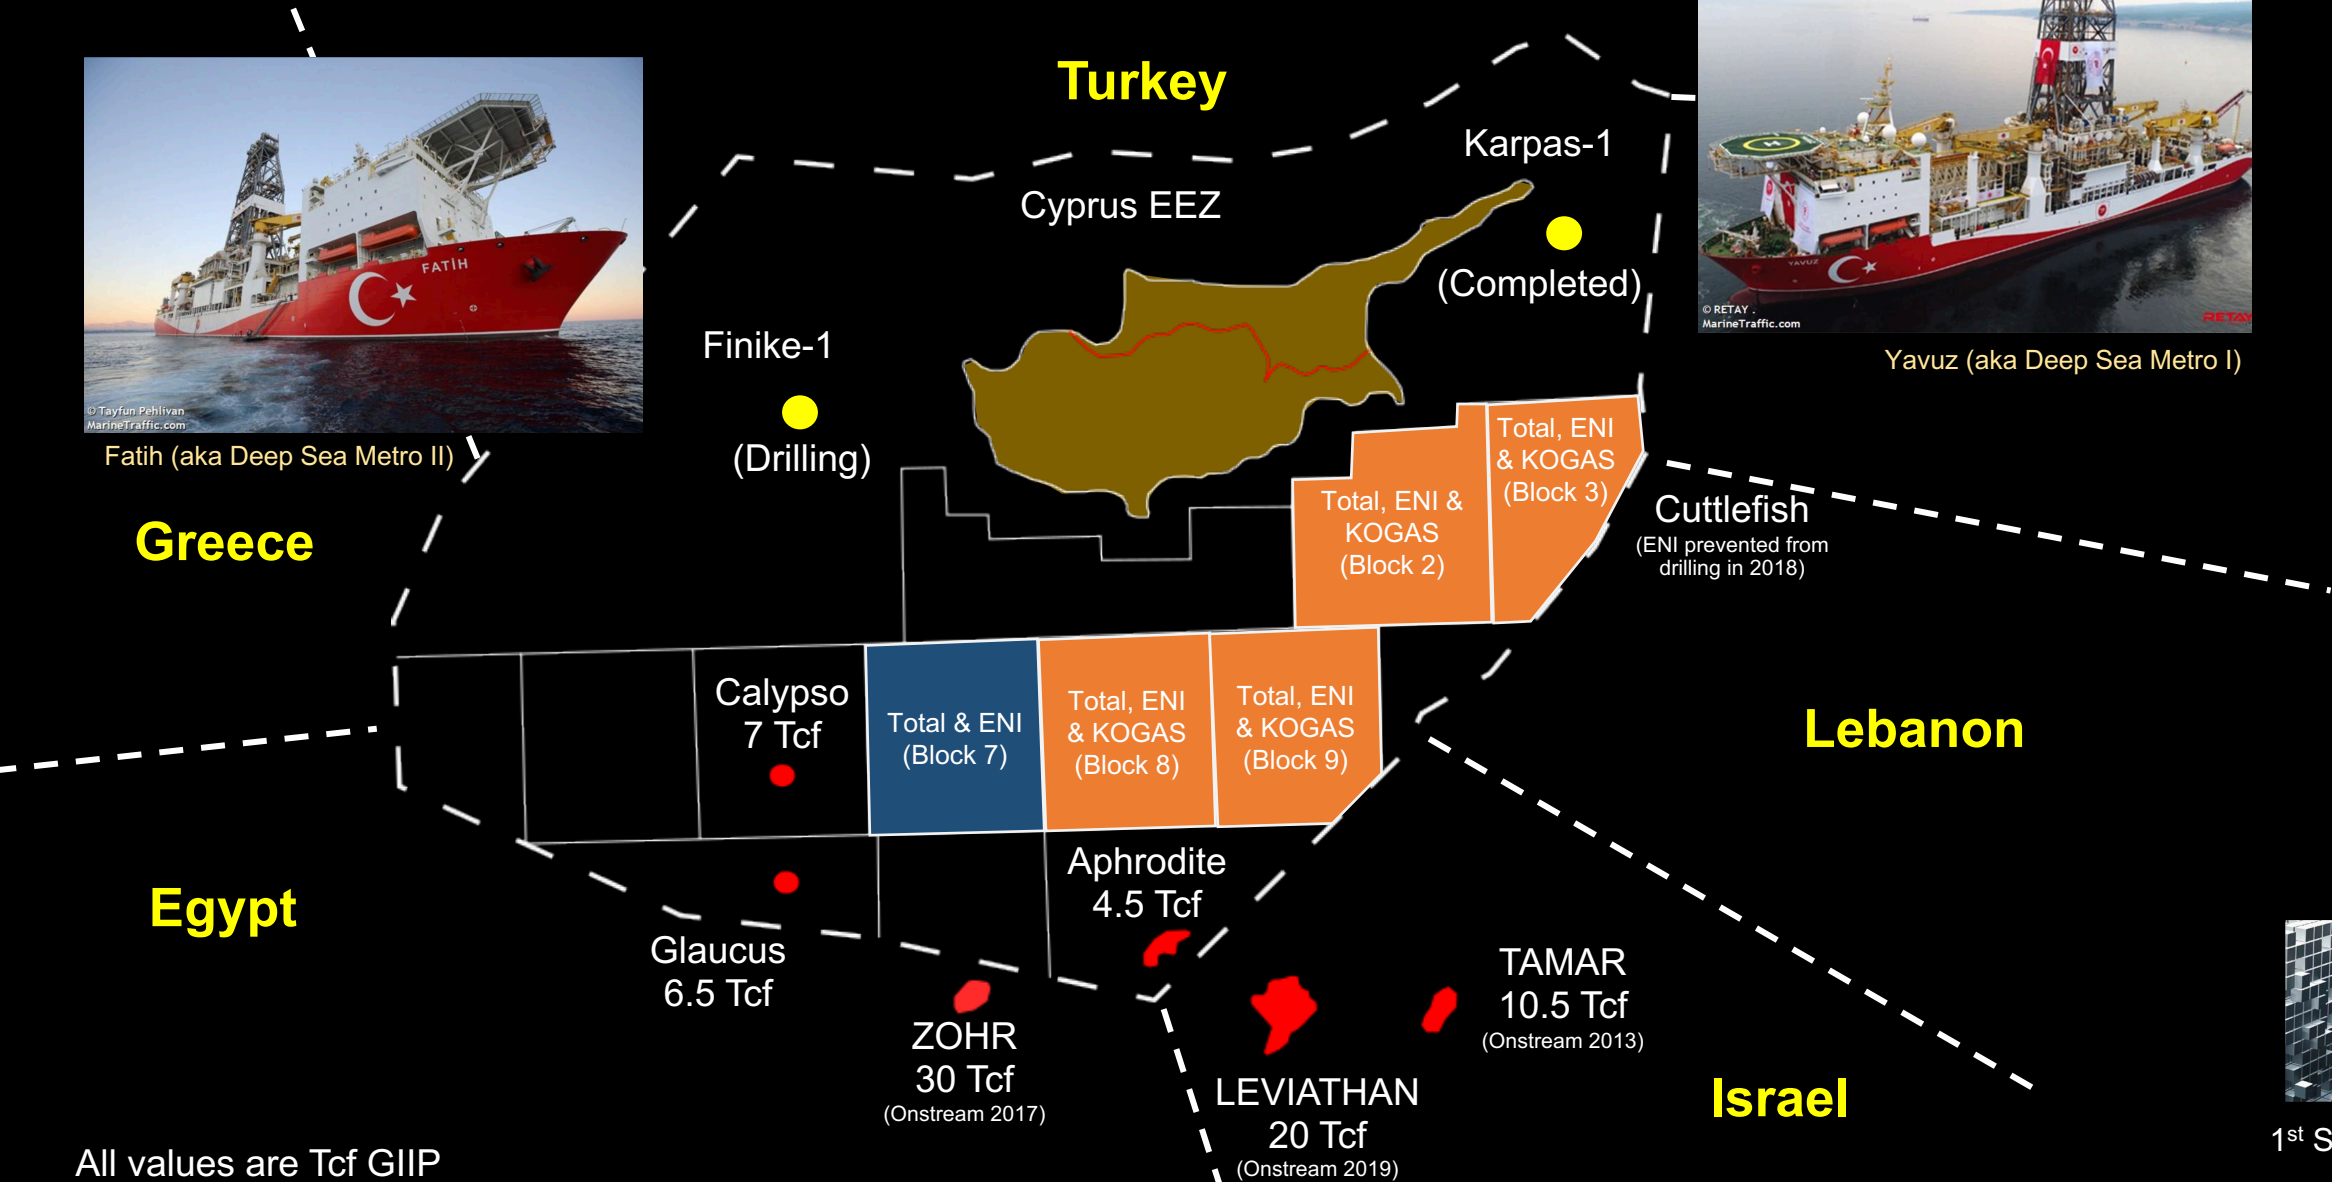 Turkey
FATİH
© Tayfun Pehlivan
MarineTraffic.com
Fatih (aka Deep Sea Metro II)
YAVUZ
© RETAY
MarineTraffic.com
RETAY
Yavuz (aka Deep Sea Metro I)
Karpas-1
(Completed)
Cyprus EEZ
Finike-1
(Drilling)
Greece
Total, ENI
& KOGAS
(Block 3)
Total, ENI &
KOGAS
(Block 2)
Cuttlefish
(ENI prevented from
drilling in 2018)
Calypso
7 Tcf
Total & ENI
(Block 7)
Total, ENI
& KOGAS
(Block 8)
Total, ENI
& KOGAS
(Block 9)
Lebanon
Egypt
Glaucus
6.5 Tcf
Aphrodite
4.5 Tcf
ZOHR
30 Tcf
(Onstream 2017)
LEVIATHAN
20 Tcf
(Onstream 2019)
TAMAR
10.5 Tcf
(Onstream 2013)
Israel
1st S
All values are Tcf GIIP